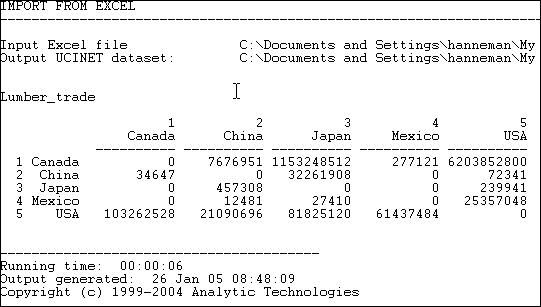 IMPORT FROM EXCEL
Input Excel file C:\Documents and Settings\hanneman\My
Output UCINET dataset: C:\Documents and Settings\hanneman\My
Lumber_trade
1 2 3 4 5
Canada China Japan Mexico USA
1 Canada 0 7676951 1153248512 277121 6203852800
2 China 34647 0 32261908 0 72341
3 Japan 0 457308 0 0 239941
4 Mexico 0 12481 27410 0 25357048
5 USA 103262528 21090696 81825120 61437484 0
Running time: 00:00:06
Output generated: 26 Jan 05 08:48:09
Copyright (c) 1999-2004 Analytic Technologies